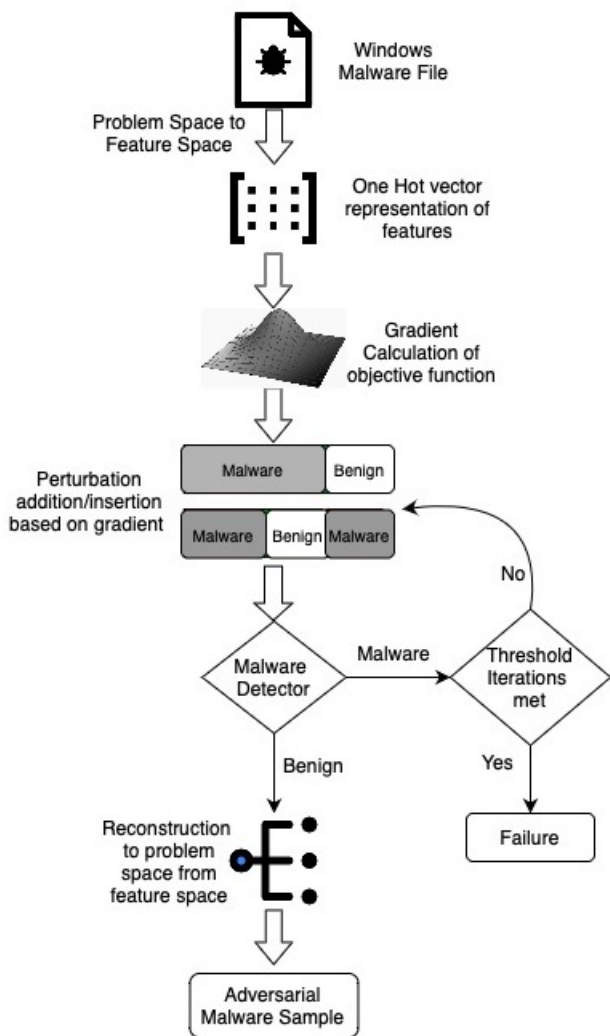 Windows
Malware File
Problem Space to
Feature Space
One Hot vector
representation of
features
Gradient
Calculation of
objective function
Perturbation
addition/insertion
based on gradient
Malware Benign
Malware Benign Malware
No
Malware
Detector
Malware
Threshold
Iterations
met
Benign
Yes
Failure
Reconstruction
to problem
space from
feature space
Adversarial
Malware Sample